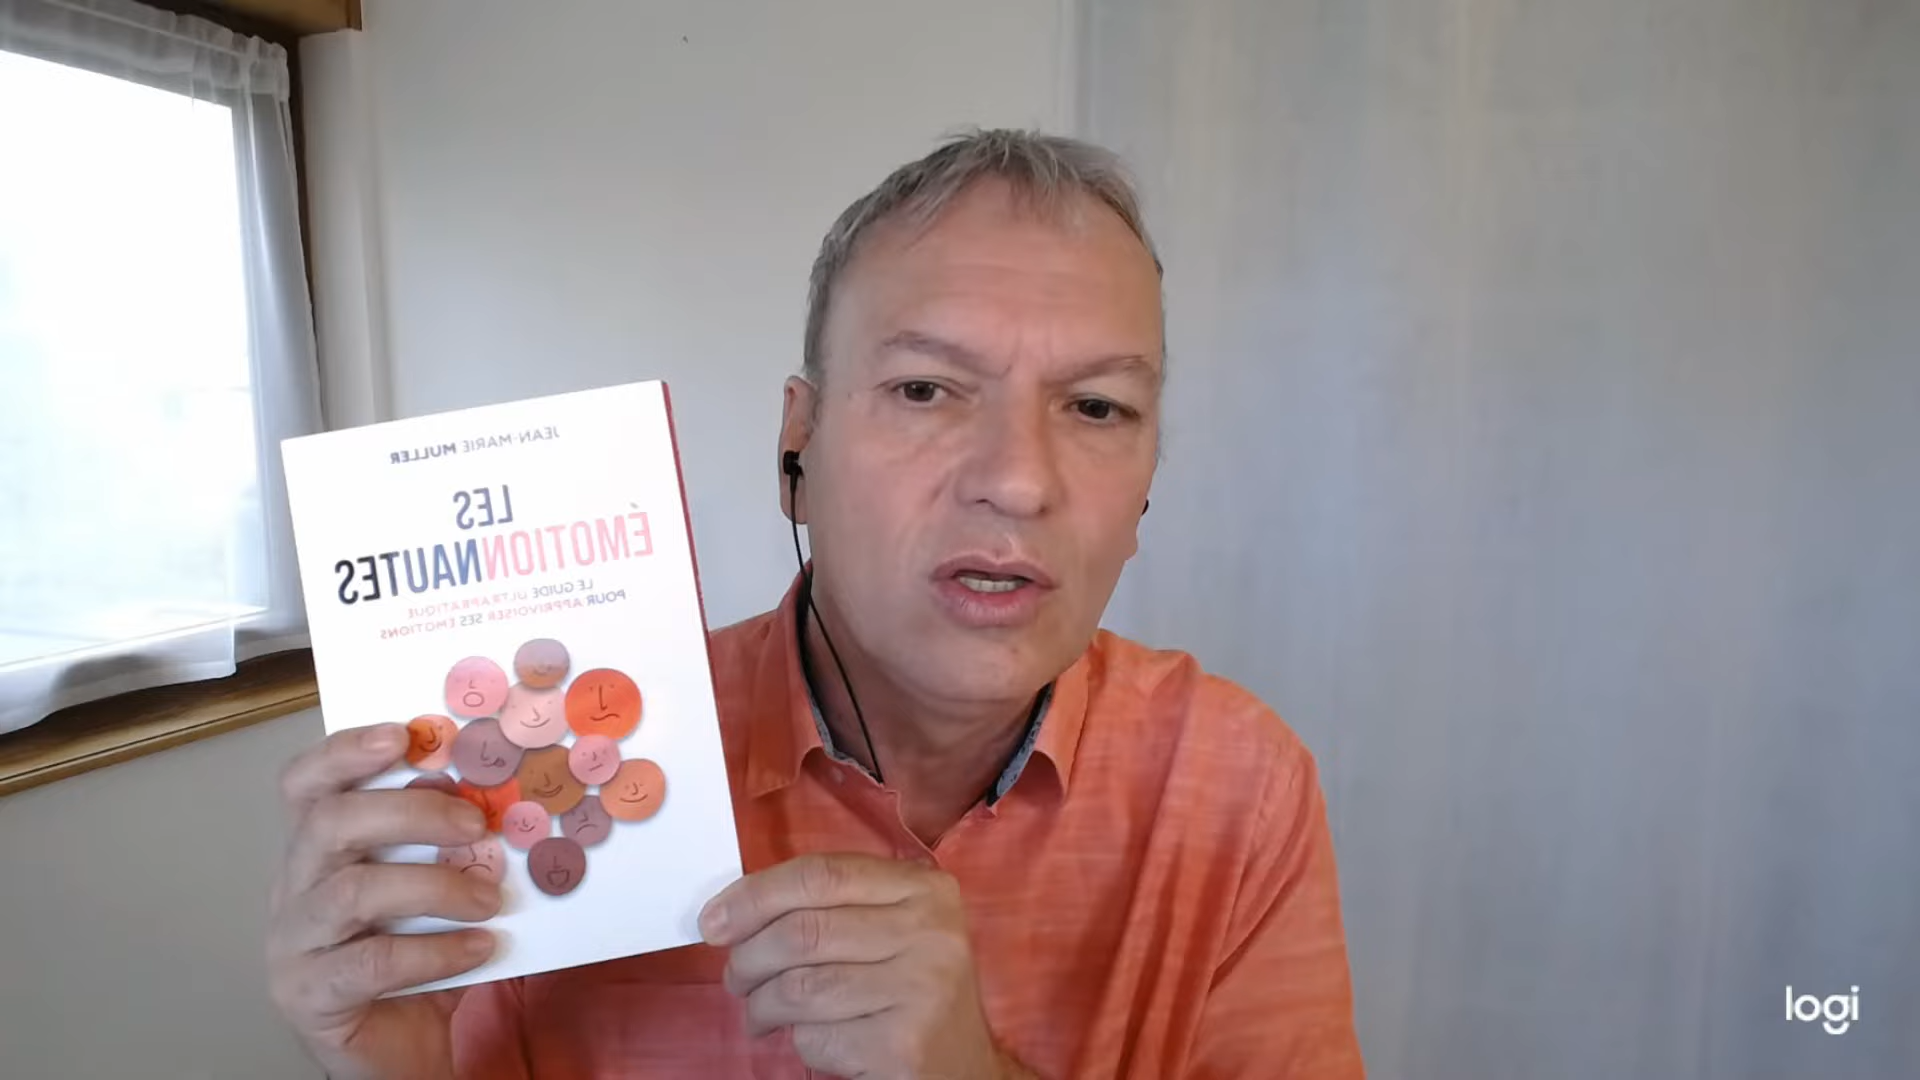 JEAN-MARIE MULLER
LES
ÉMOTIONNAUTES
LE GUIDE ULTRAPRATIQUE
POUR APPRIVOISER SES ÉMOTIONS
logi